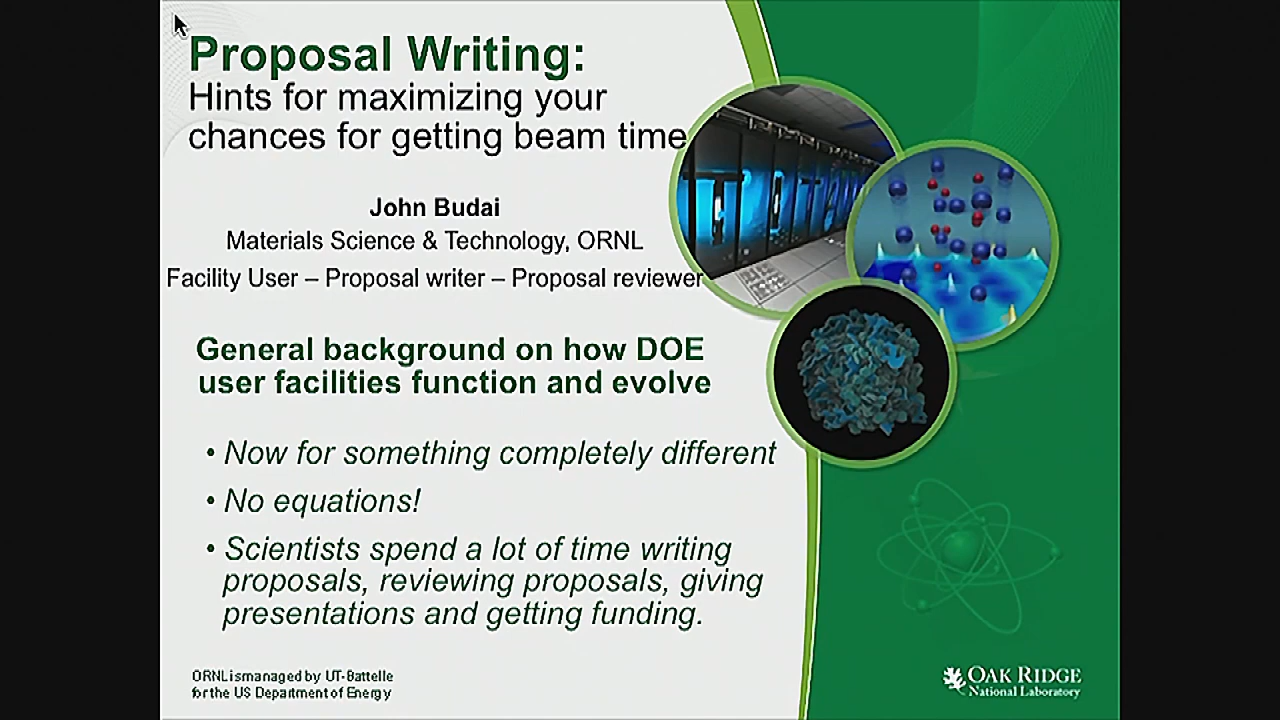 Proposal Writing:
Hints for maximizing your
chances for getting beam time
John Budai
Materials Science & Technology, ORNL
Facility User – Proposal writer – Proposal reviewer
General background on how DOE
user facilities function and evolve
• Now for something completely different
• No equations!
• Scientists spend a lot of time writing
proposals, reviewing proposals, giving
presentations and getting funding.
ORNL is managed by UT-Battelle
for the US Department of Energy
OAK RIDGE
National Laboratory